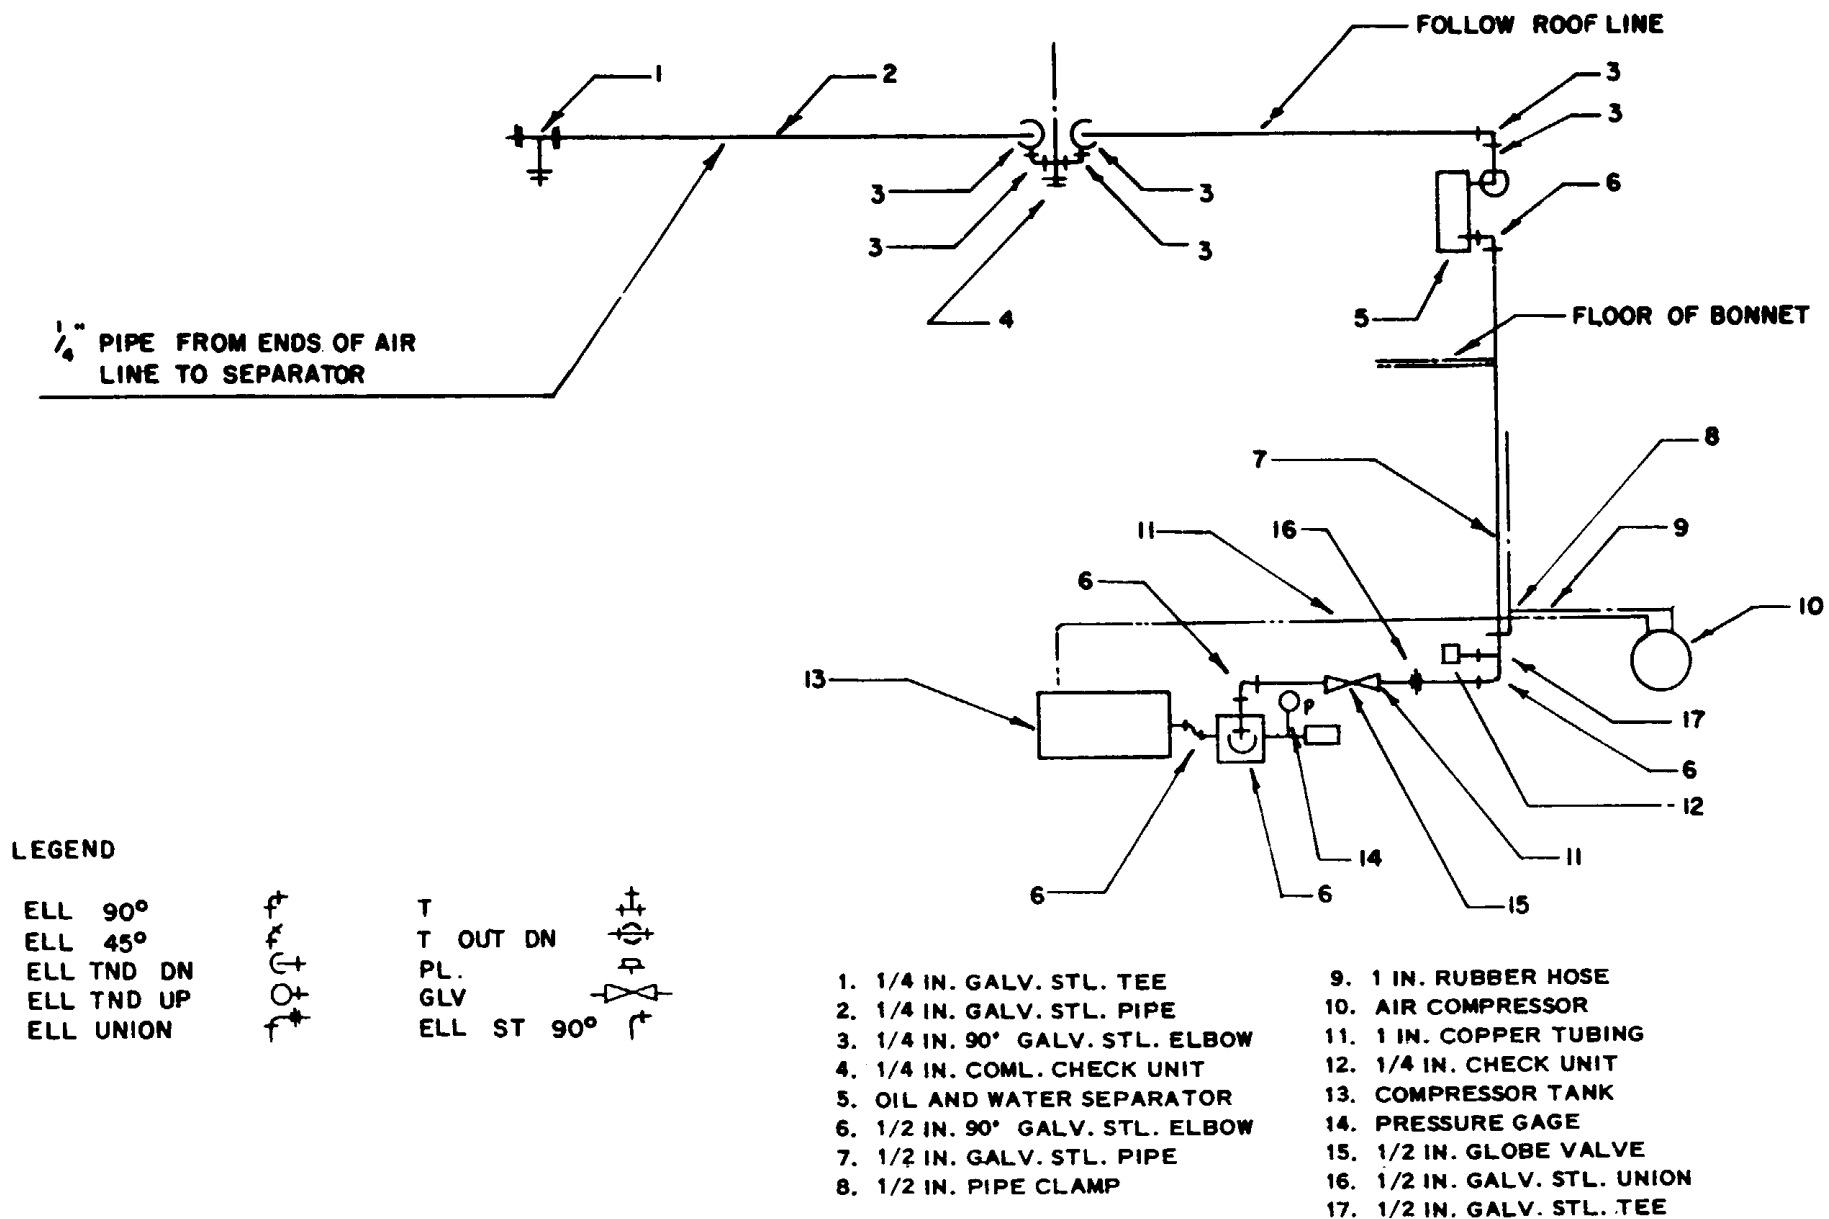 FOLLOW ROOF LINE
1
2
3
3
3
3
6
3
3
4
5
FLOOR OF BONNET
1/4" PIPE FROM ENDS OF AIR
LINE TO SEPARATOR
7
8
11
16
9
6
10
13
P
17
6
12
14
11
6
6
15
LEGEND
ELL 90°
ELL 45°
ELL TND DN
ELL TND UP
ELL UNION
T
T OUT DN
PL.
GLV
ELL ST 90°
1. 1/4 IN. GALV. STL. TEE
2. 1/4 IN. GALV. STL. PIPE
3. 1/4 IN. 90° GALV. STL. ELBOW
4. 1/4 IN. COML. CHECK UNIT
5. OIL AND WATER SEPARATOR
6. 1/2 IN. 90° GALV. STL. ELBOW
7. 1/2 IN. GALV. STL. PIPE
8. 1/2 IN. PIPE CLAMP
9. 1 IN. RUBBER HOSE
10. AIR COMPRESSOR
11. 1 IN. COPPER TUBING
12. 1/4 IN. CHECK UNIT
13. COMPRESSOR TANK
14. PRESSURE GAGE
15. 1/2 IN. GLOBE VALVE
16. 1/2 IN. GALV. STL. UNION
17. 1/2 IN. GALV. STL. TEE